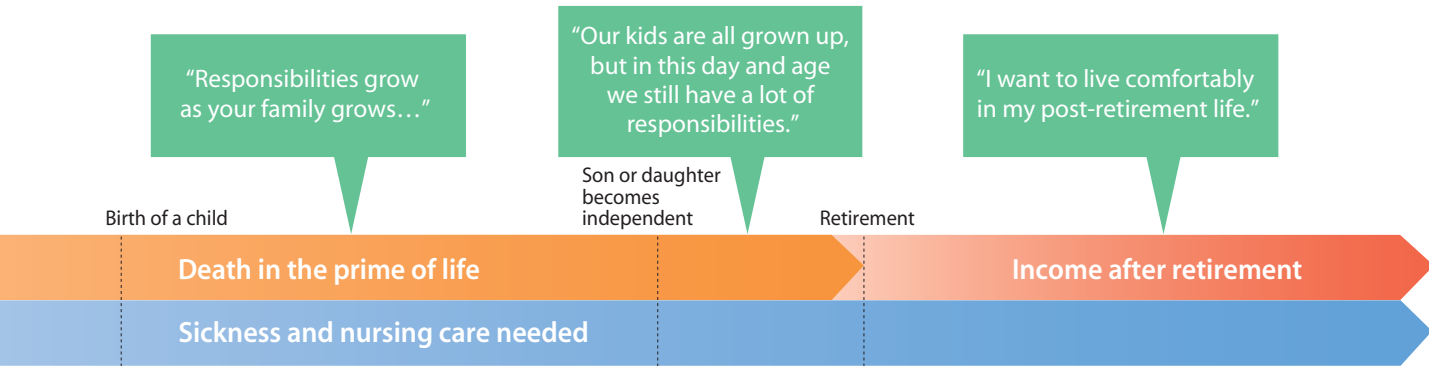 “Responsibilities grow
as your family grows…”
“Our kids are all grown up,
but in this day and age
we still have a lot of
responsibilities.”
“I want to live comfortably
in my post-retirement life.”
Birth of a child
Son or daughter
becomes
independent
Retirement
Death in the prime of life
Income after retirement
Sickness and nursing care needed